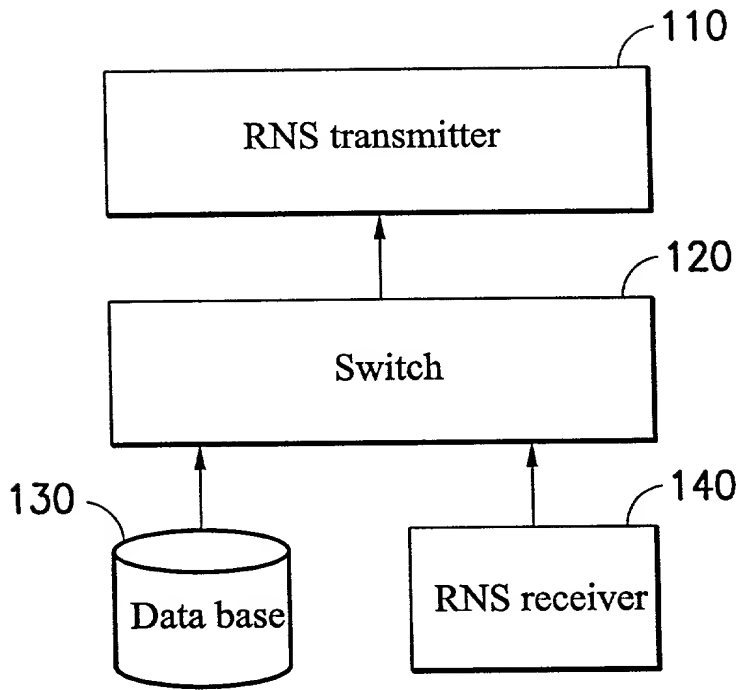 110
RNS transmitter
120
Switch
130
140
Data base
RNS receiver